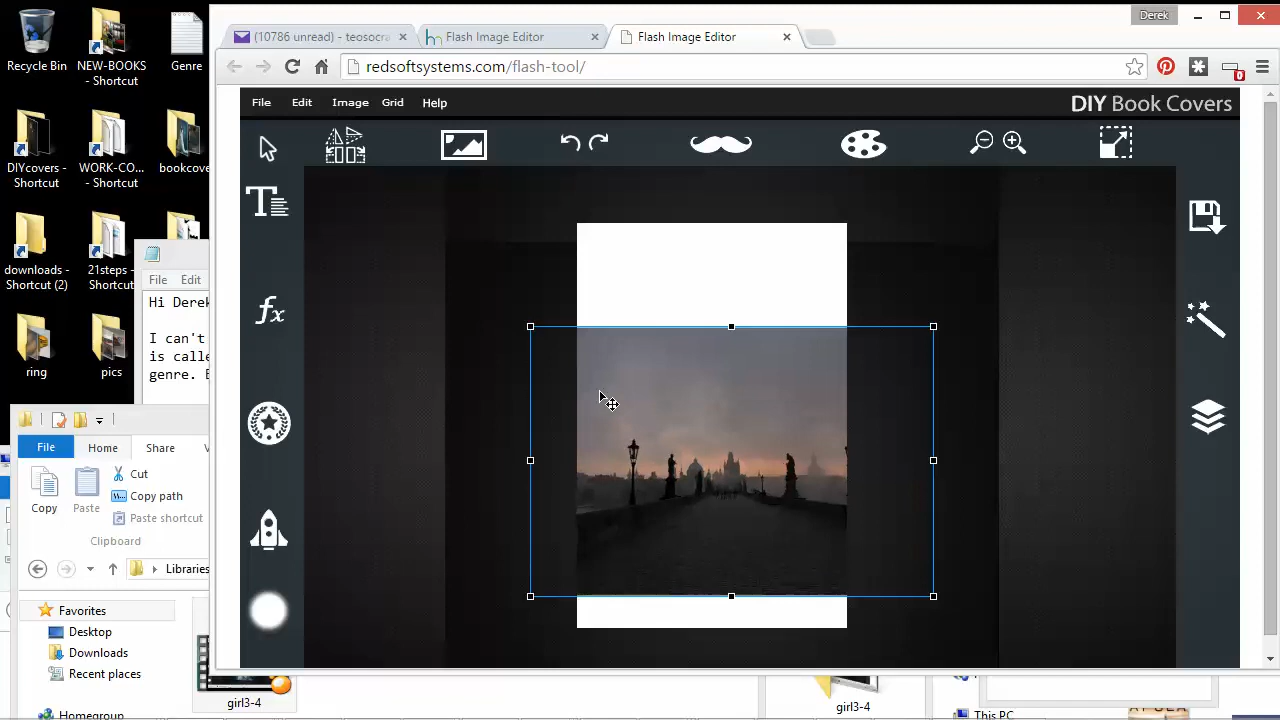 Derek
(10786 unread) - teosocra
Flash Image Editor
Flash Image Editor
redsoftsystems.com/flash-tool/
0
File Edit Image Grid Help
DIY Book Covers
T
fx
Recycle Bin
NEW-BOOKS - Shortcut
Genre
DIYcovers - Shortcut
WORK-CO... - Shortcut
bookcove
downloads - Shortcut (2)
21steps - Shortcut
ring
pics
File Edit
Hi Derek
I can't
is calle
genre.
File Home Share
Copy
Paste
Cut
Copy path
Paste shortcut
Clipboard
Libraries
Favorites
Desktop
Downloads
Recent places
Homegroup
girl3-4
girl3-4
This PC